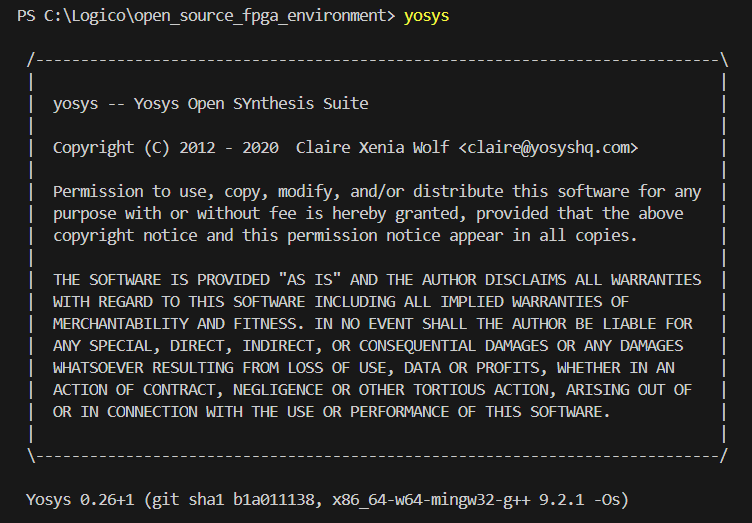 PS C:\Logico\open_source_fpga_environment> yosys
/----------------------------------------------------------------------------\
| |
| yosys -- Yosys Open SYnthesis Suite |
| |
| Copyright (C) 2012 - 2020  Claire Xenia Wolf <claire@yosyshq.com> |
| |
| Permission to use, copy, modify, and/or distribute this software for any |
| purpose with or without fee is hereby granted, provided that the above |
| copyright notice and this permission notice appear in all copies. |
| |
| THE SOFTWARE IS PROVIDED "AS IS" AND THE AUTHOR DISCLAIMS ALL WARRANTIES |
| WITH REGARD TO THIS SOFTWARE INCLUDING ALL IMPLIED WARRANTIES OF |
| MERCHANTABILITY AND FITNESS. IN NO EVENT SHALL THE AUTHOR BE LIABLE FOR |
| ANY SPECIAL, DIRECT, INDIRECT, OR CONSEQUENTIAL DAMAGES OR ANY DAMAGES |
| WHATSOEVER RESULTING FROM LOSS OF USE, DATA OR PROFITS, WHETHER IN AN |
| ACTION OF CONTRACT, NEGLIGENCE OR OTHER TORTIOUS ACTION, ARISING OUT OF |
| OR IN CONNECTION WITH THE USE OR PERFORMANCE OF THIS SOFTWARE. |
| |
\----------------------------------------------------------------------------/
Yosys 0.26+1 (git sha1 b1a011138, x86_64-w64-mingw32-g++ 9.2.1 -Os)